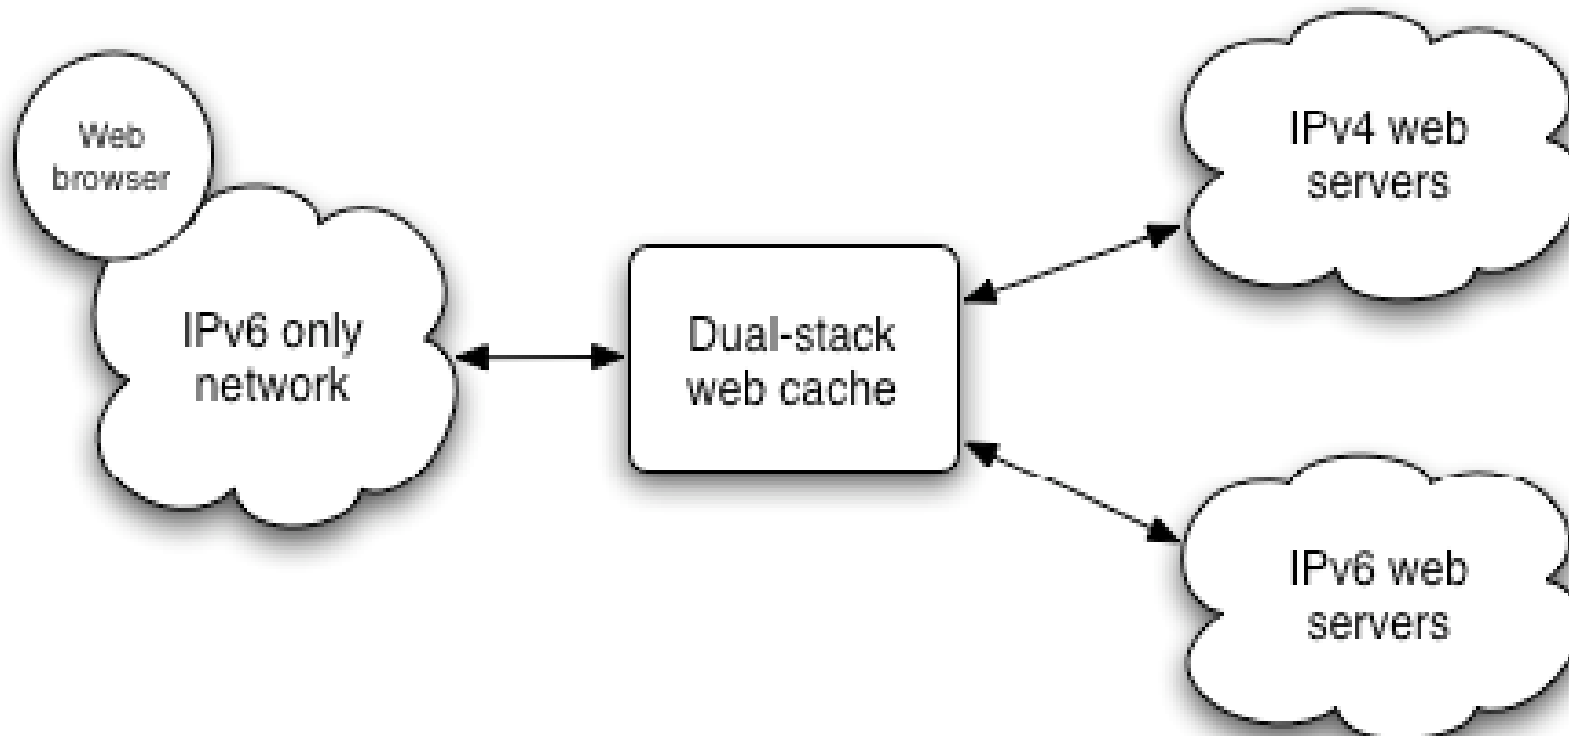 Web
browser
IPv6 only
network
Dual-stack
web cache
IPv4 web
servers
IPv6 web
servers